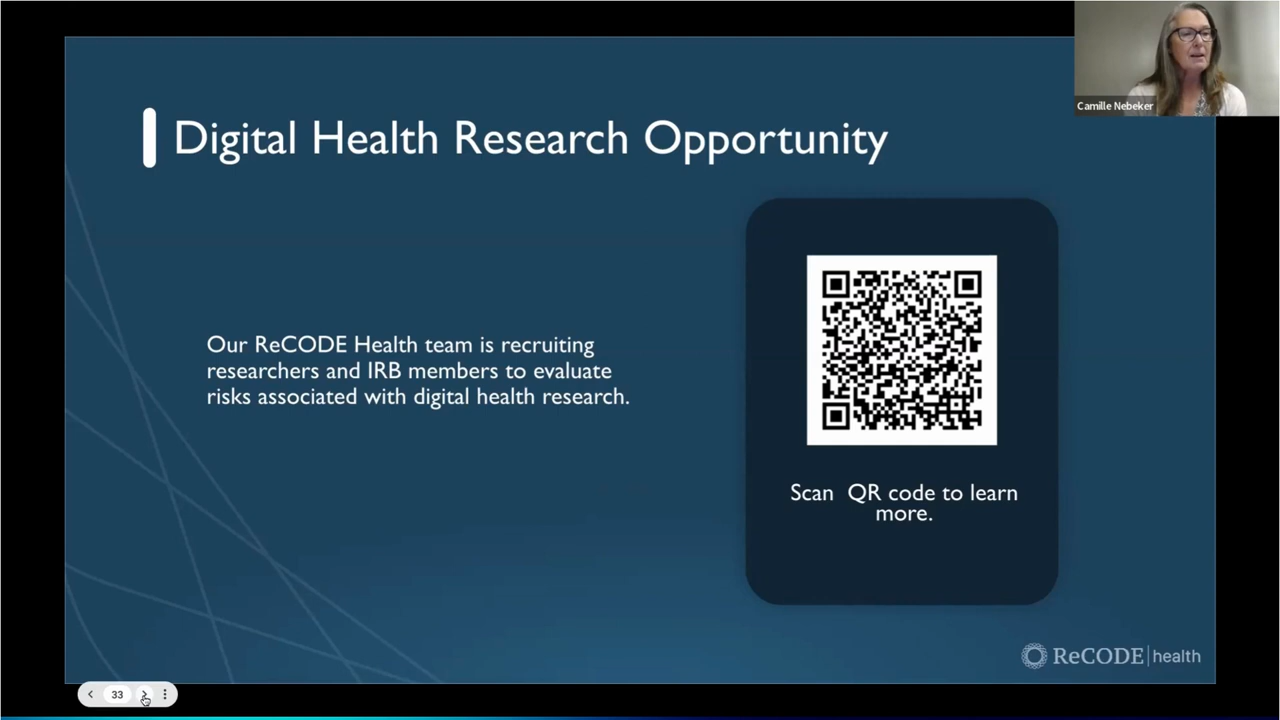 Camille Nebeker
Digital Health Research Opportunity
Our ReCODE Health team is recruiting
researchers and IRB members to evaluate
risks associated with digital health research.
Scan QR code to learn
more.
ReCODE health
33